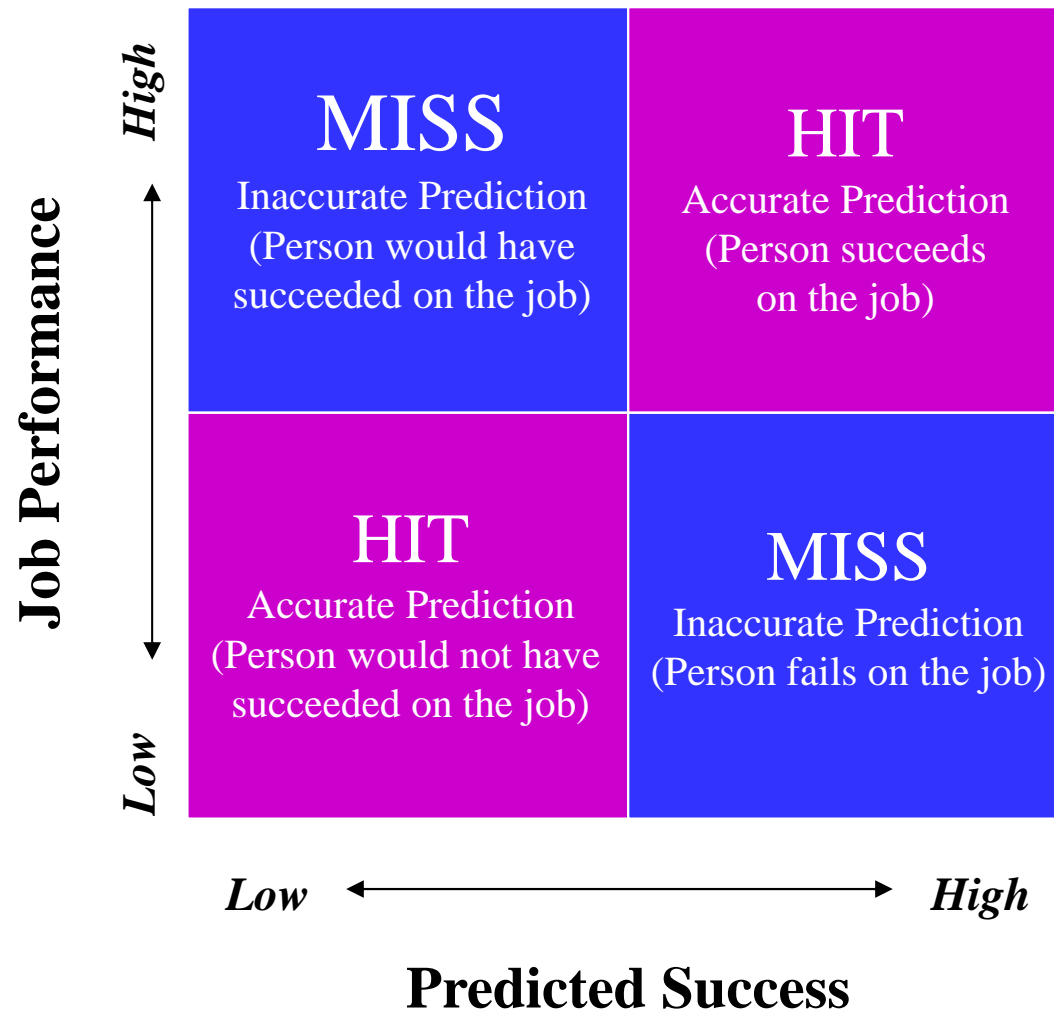 High
Job Performance
Low
MISS
Inaccurate Prediction
(Person would have
succeeded on the job)
HIT
Accurate Prediction
(Person succeeds
on the job)
HIT
Accurate Prediction
(Person would not have
succeeded on the job)
MISS
Inaccurate Prediction
(Person fails on the job)
Low
High
Predicted Success